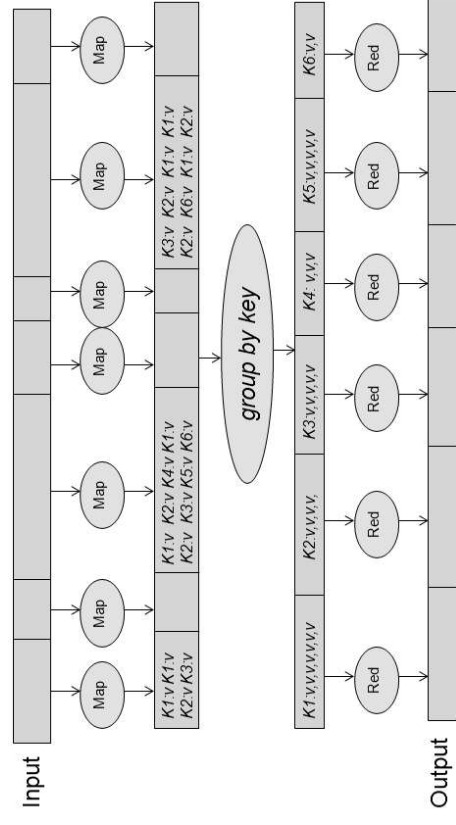 Input
Map
Map
Map
Map
Map
Map
Map
K1:v K1:v
K2:v K3:v
K1:v K2:v K4:v K1:v
K2:v K3:v K5:v K6:v
K3:v K2:v K1:v K1:v
K2:v K6:v K1:v K2:v
group by key
K1:v,v,v,v,v,v
K2:v,v,v,v,
K3:v,v,v,v,v
K4: v,v,v
K5:v,v,v,v,v
K6:v,v
Red
Red
Red
Red
Red
Red
Output